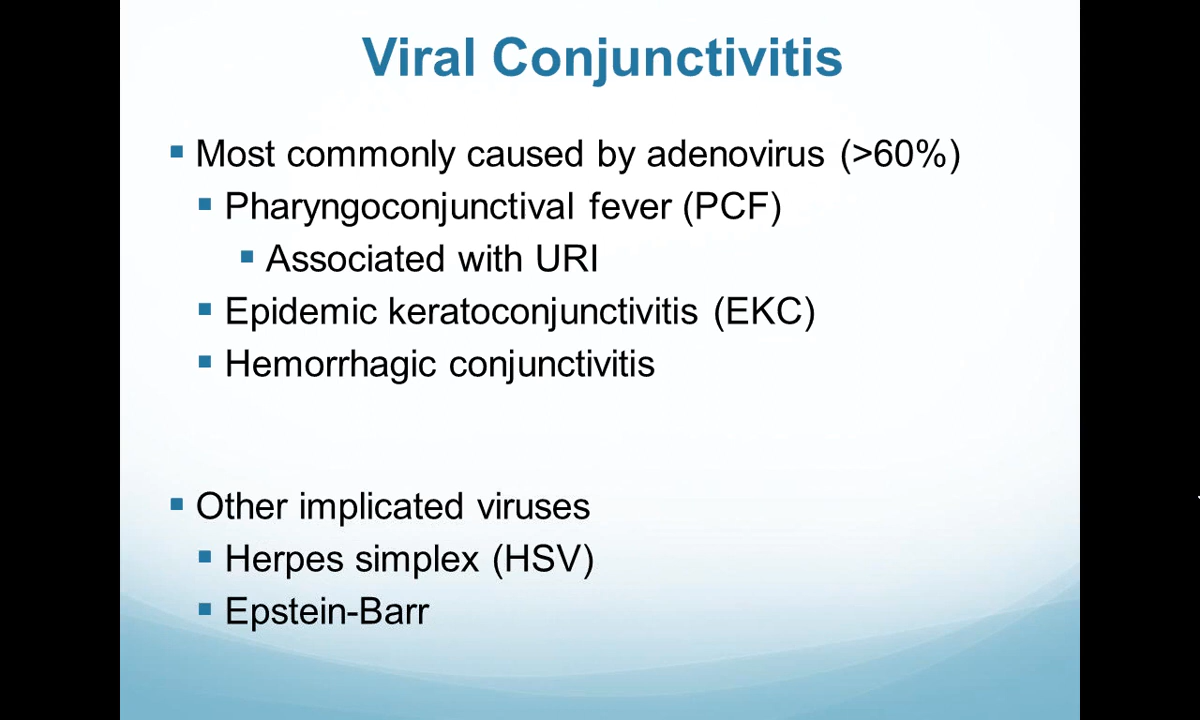 Viral Conjunctivitis
▪ Most commonly caused by adenovirus (>60%)
▪ Pharyngoconjunctival fever (PCF)
▪ Associated with URI
▪ Epidemic keratoconjunctivitis (EKC)
▪ Hemorrhagic conjunctivitis
▪ Other implicated viruses
▪ Herpes simplex (HSV)
▪ Epstein-Barr